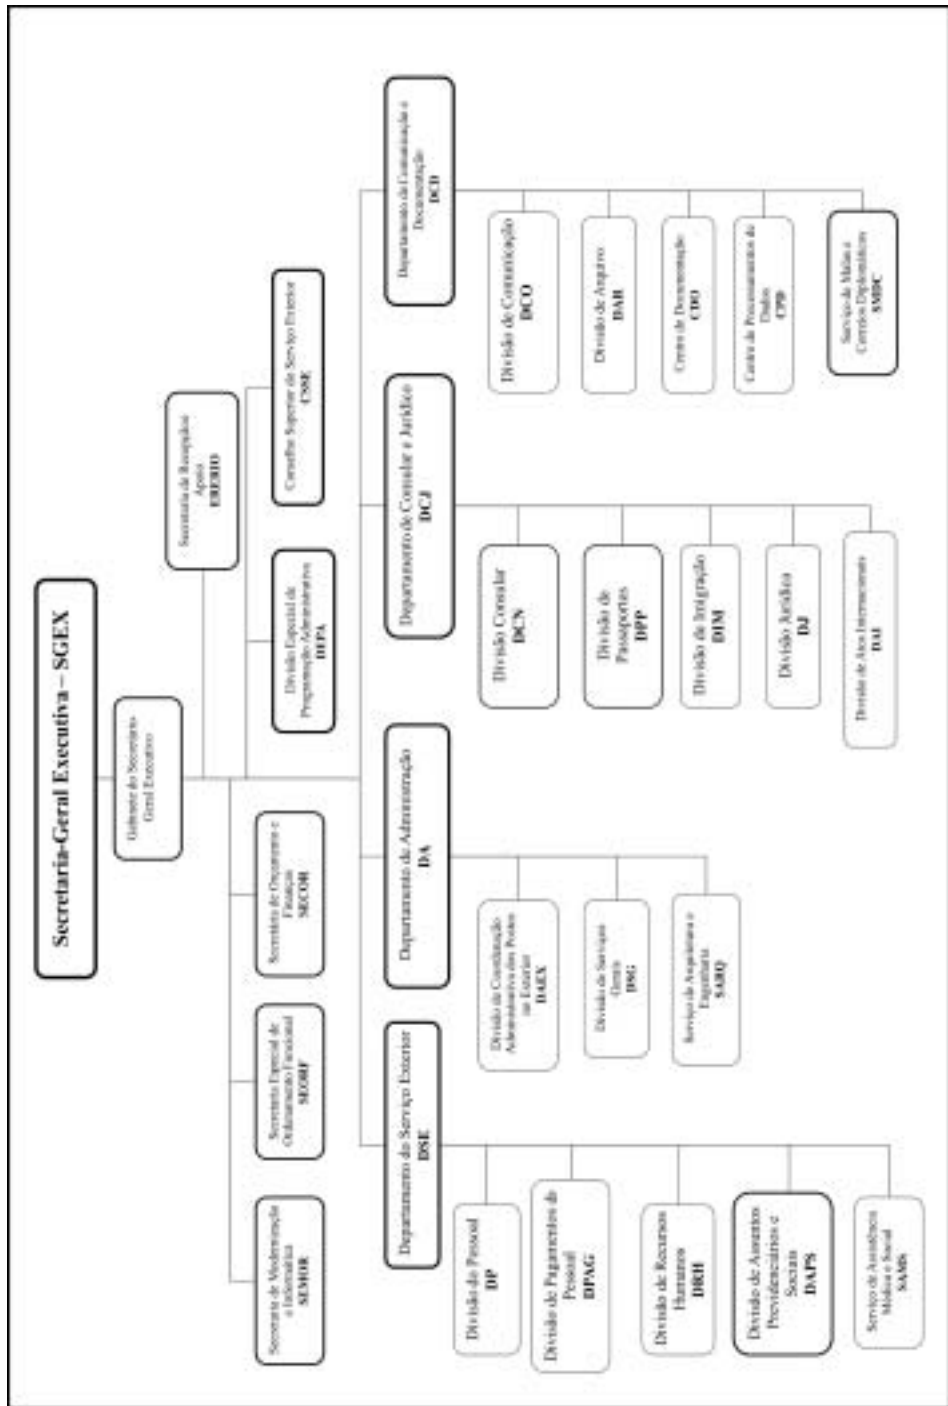 Secretaria-Geral Executiva – SGEX
Gabinete do Secretário-
Geral Executivo
Secretaria de Recepção e
Apoio
ERERIO
Secretaria de Modernização
e Informática
SEMOR
Secretaria Especial de
Ordenamento Funcional
SEORF
Secretaria de Orçamento e
Finanças
SECOR
Divisão Especial de
Programação Administrativa
DEPA
Conselho Superior de Serviço Exterior
CSSE
Departamento do Serviço Exterior
DSE
Departamento de Administração
DA
Departamento de Consular e Jurídico
DCJ
Departamento de Comunicação e
Documentação
DCD
Divisão do Pessoal
DP
Divisão de Pagamentos do
Pessoal
DPAG
Divisão de Recursos
Humanos
DRH
Divisão de Assuntos
Previdenciários e
Sociais
DAPS
Serviço de Assistência
Médica e Social
SAMS
Divisão de Coordenação
Administrativa dos Postos
no Exterior
DAEX
Divisão de Serviços
Gerais
DSG
Serviço de Arquitetura e
Engenharia
SARQ
Divisão Consular
DCN
Divisão de
Passaportes
DPP
Divisão de Imigração
DIM
Divisão Jurídica
DJ
Divisão de Atos Internacionais
DAI
Divisão de Comunicação
DCO
Divisão de Arquivo
DAR
Centro de Documentação
CDO
Centro de Processamento de
Dados
CPD
Serviço de Malas e
Correios Diplomáticos
SMDC